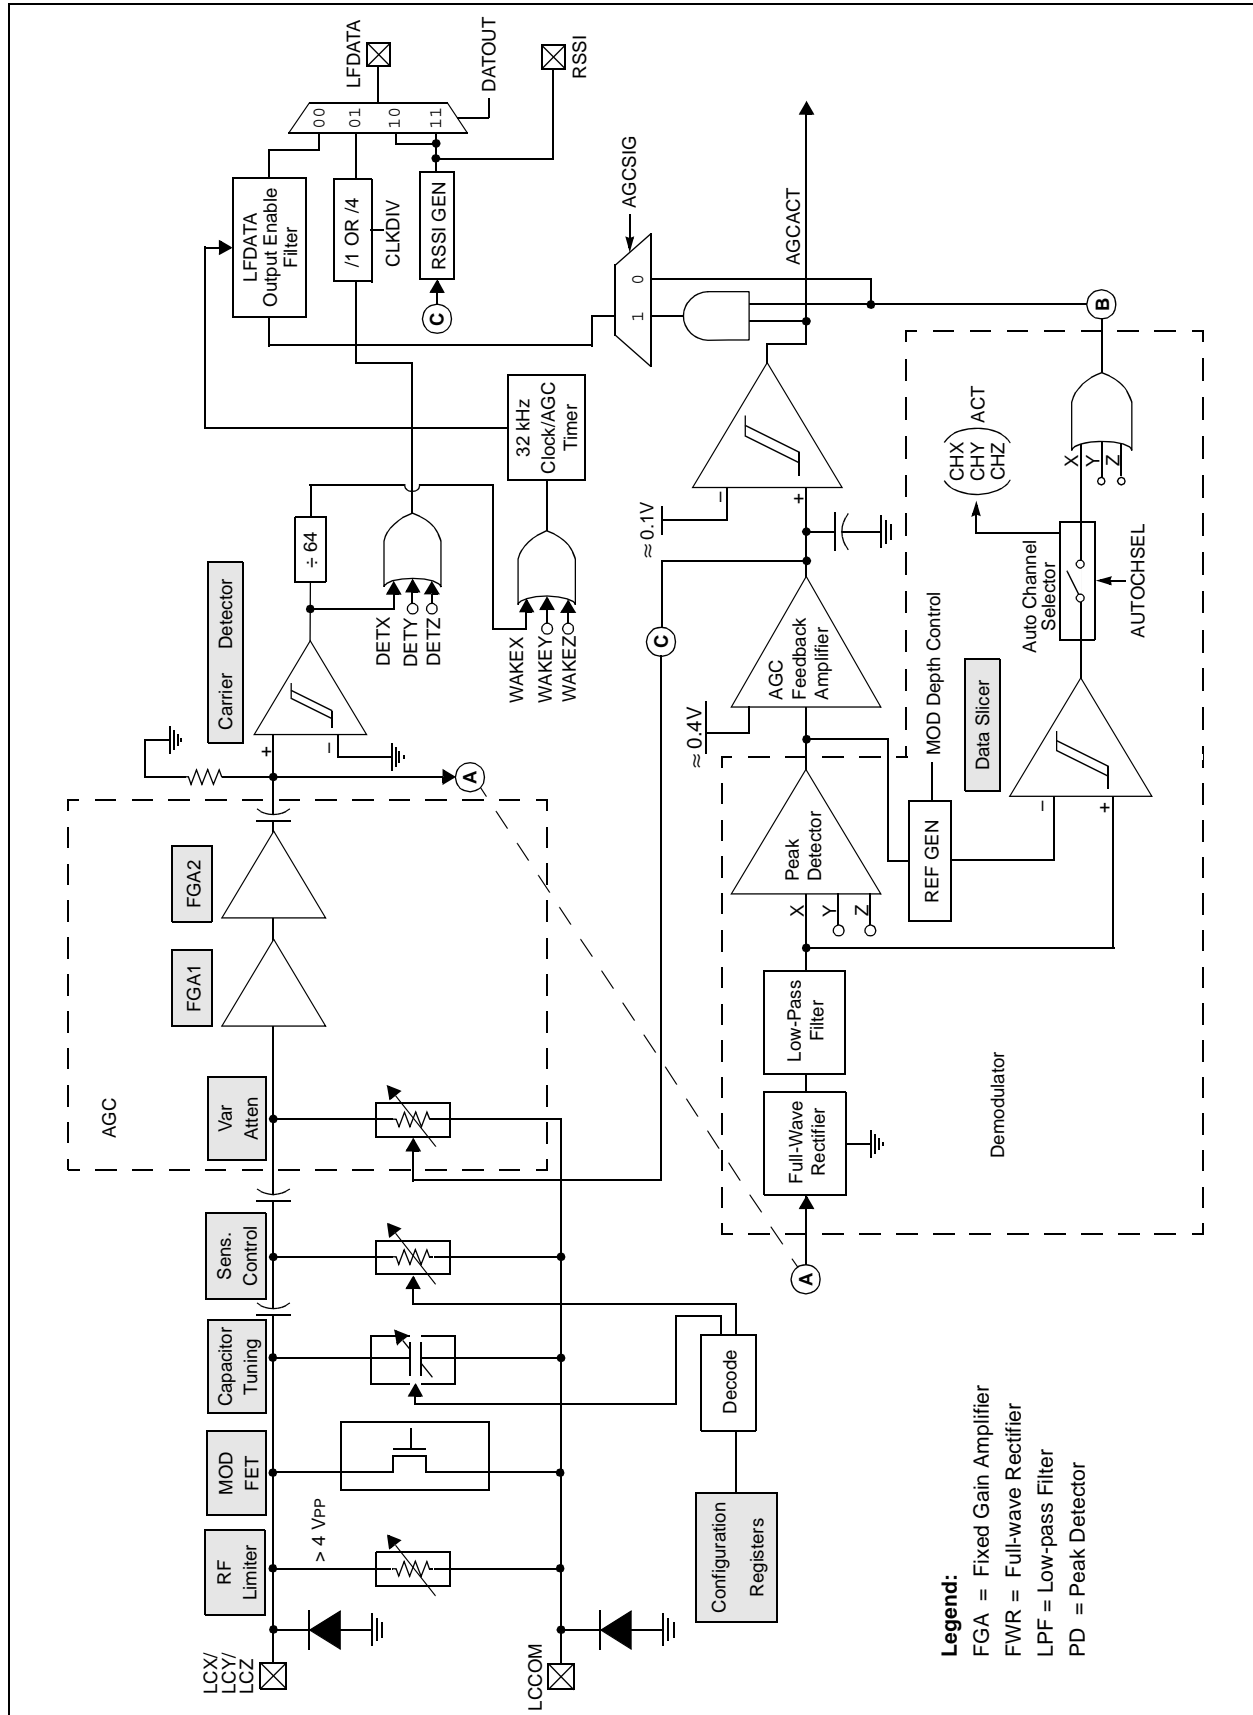 LCX/
LCY/
LCZ
LCCOM
RF
Limiter
> 4 VPP
MOD
FET
Capacitor
Tuning
Sens.
Control
AGC
Var
Atten
FGA1
FGA2
A
Carrier Detector
+
–
÷ 64
DETX
DETY
DETZ
WAKEX
WAKEY
WAKEZ
32 kHz
Clock/AGC
Timer
LFDATA
Output Enable
Filter
/1 OR /4
CLKDIV
C
RSSI GEN
00
01
10
11
LFDATA
DATOUT
RSSI
Configuration
Registers
Decode
A
Full-Wave
Rectifier
Low-Pass
Filter
X
Y
Z
Peak
Detector
≈ 0.4V
AGC
Feedback
Amplifier
C
≈ 0.1V
–
+
1 0
AGCSIG
AGCACT
Demodulator
REF GEN
MOD Depth Control
Data Slicer
–
+
Auto Channel
Selector
AUTOCHSEL
CHX
CHY
CHZ
ACT
X
Y
Z
B
Legend:
FGA = Fixed Gain Amplifier
FWR = Full-wave Rectifier
LPF = Low-pass Filter
PD = Peak Detector